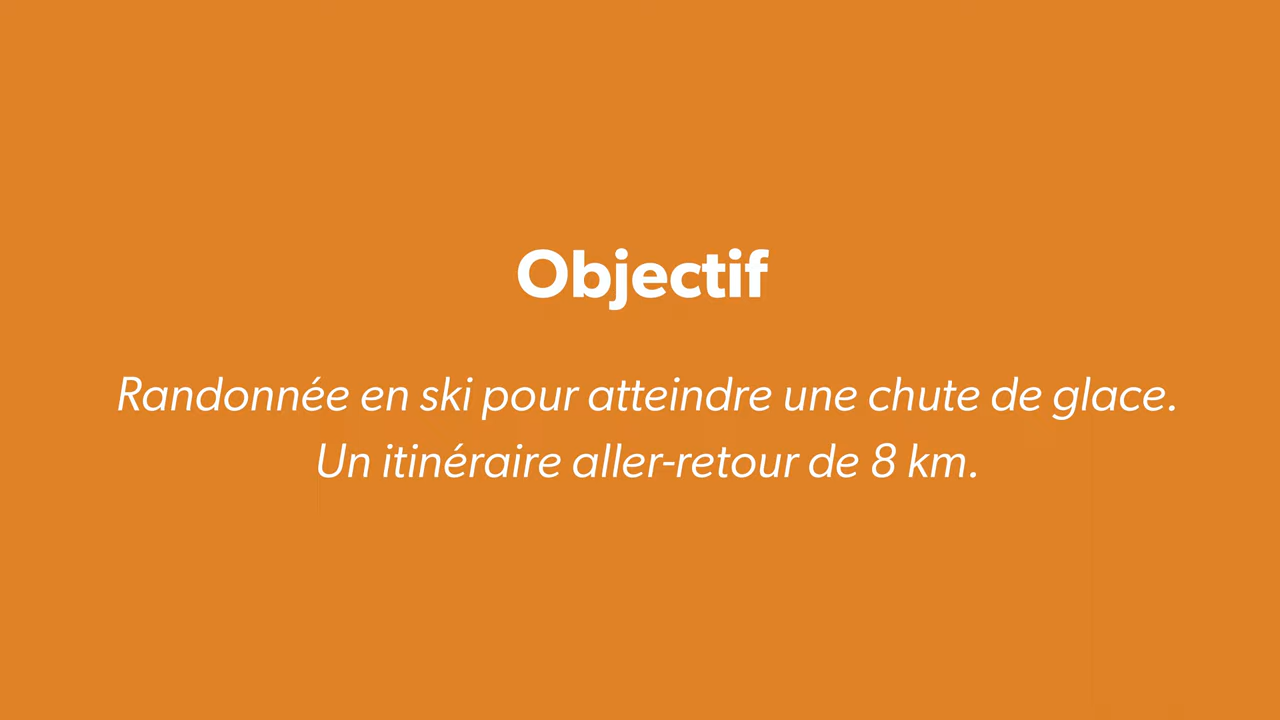 Objectif
Randonnée en ski pour atteindre une chute de glace.
Un itinéraire aller-retour de 8 km.